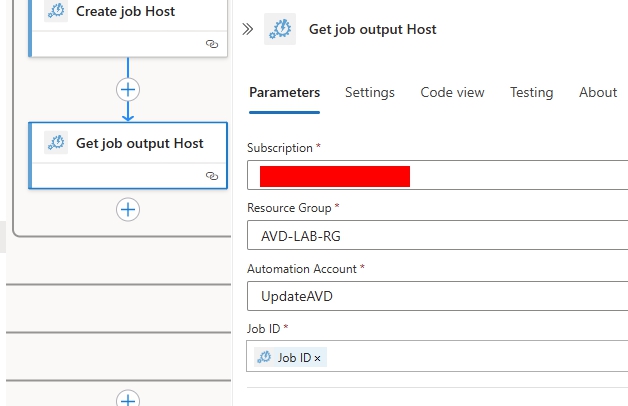 Create job Host
Get job output Host
Get job output Host
Parameters
Settings
Code view
Testing
About
Subscription *
Resource Group *
AVD-LAB-RG
Automation Account *
UpdateAVD
Job ID *
Job ID ×